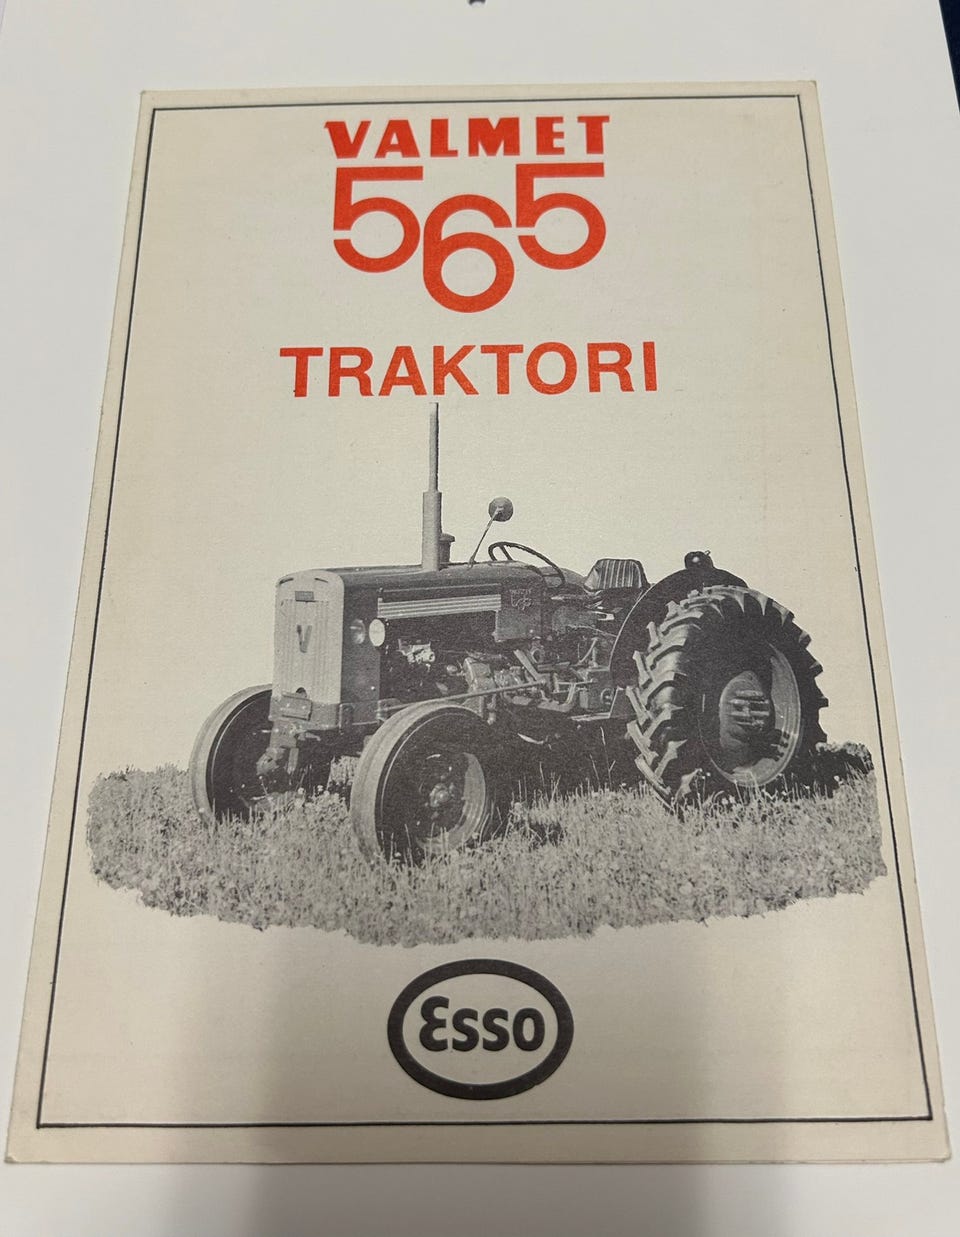 VALMET
565
TRAKTORI
V
Esso